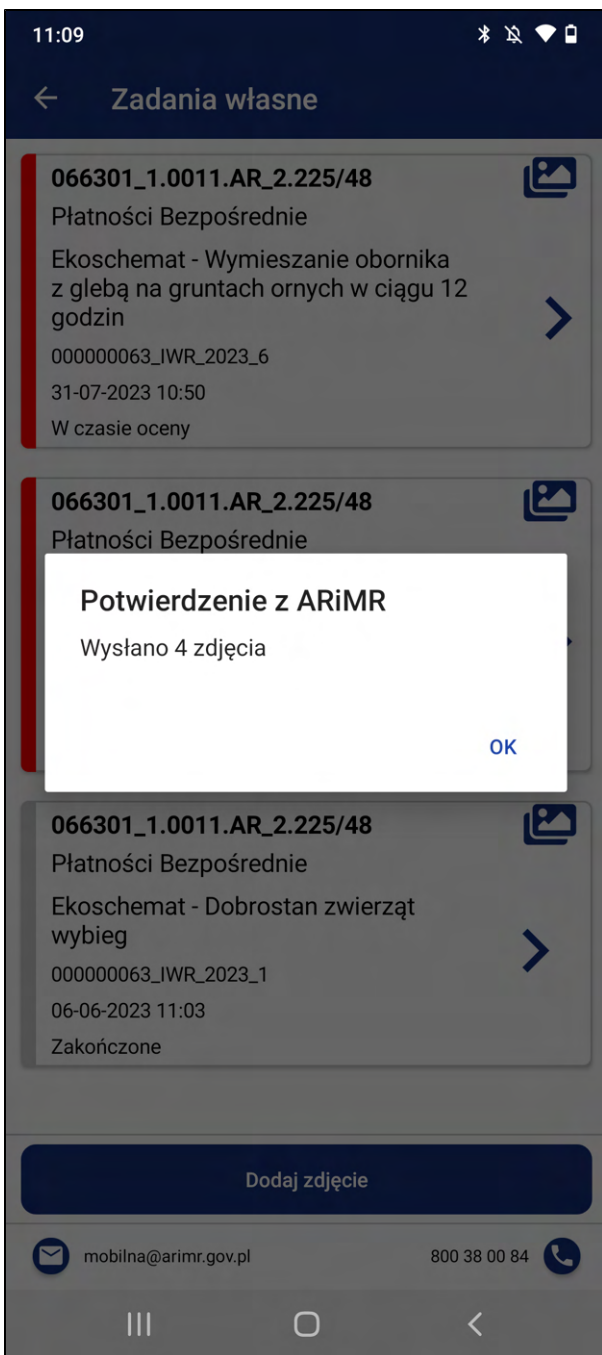 11:09
Zadania własne
066301_1.0011.AR_2.225/48
Płatności Bezpośrednie
Ekoschemat - Wymieszanie obornika
z glebą na gruntach ornych w ciągu 12
godzin
000000063_IWR_2023_6
31-07-2023 10:50
W czasie oceny
066301_1.0011.AR_2.225/48
Płatności Bezpośrednie
Potwierdzenie z ARiMR
Wysłano 4 zdjęcia
OK
066301_1.0011.AR_2.225/48
Płatności Bezpośrednie
Ekoschemat - Dobrostan zwierząt
wybieg
000000063_IWR_2023_1
06-06-2023 11:03
Zakończone
Dodaj zdjęcie
mobilna@arimr.gov.pl 800 38 00 84